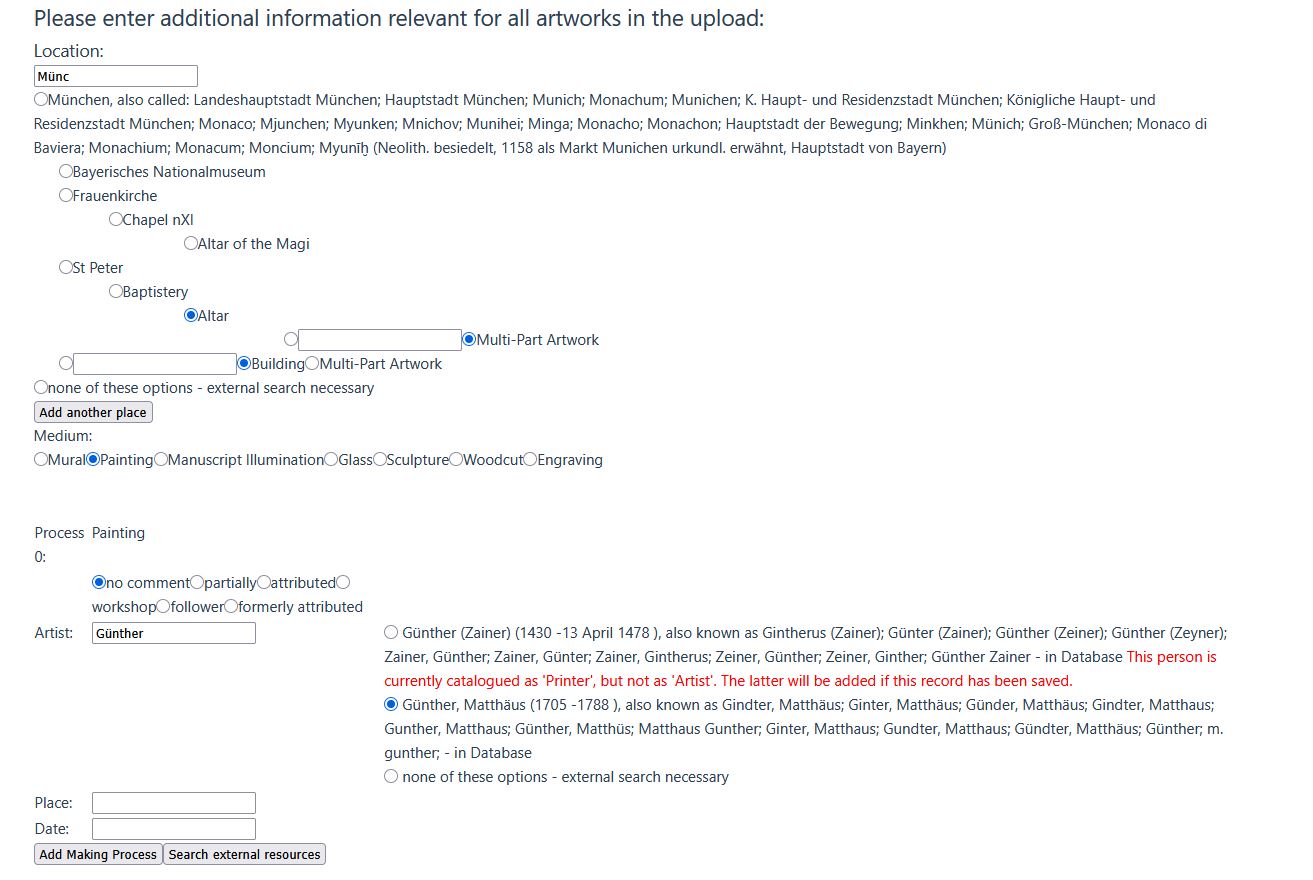 Please enter additional information relevant for all artworks in the upload:
Location:
Münc
München, also called: Landeshauptstadt München; Hauptstadt München; Munich; Monachum; Munichen; K. Haupt- und Residenzstadt München; Königliche Haupt- und
Residenzstadt München; Monaco; Mjunchen; Myunken; Mnichov; Munihei; Minga; Monacho; Monachon; Hauptstadt der Bewegung; Minkhen; Münich; Groß-München; Monaco di
Baviera; Monachium; Monacum; Moncium; Myunīḫ (Neolith. besiedelt, 1158 als Markt Munichen urkundl. erwähnt, Hauptstadt von Bayern)
Bayerisches Nationalmuseum
Frauenkirche
Chapel nXI
Altar of the Magi
St Peter
Baptistery
Altar
Multi-Part Artwork
Building Multi-Part Artwork
none of these options - external search necessary
Add another place
Medium:
Mural Painting Manuscript Illumination Glass Sculpture Woodcut Engraving
Process Painting
0:
no comment partially attributed
workshop follower formerly attributed
Artist: Günther
Günther (Zainer) (1430 -13 April 1478 ), also known as Gintherus (Zainer); Günter (Zainer); Günther (Zeiner); Günther (Zeyner);
Zainer, Günther; Zainer, Günter; Zainer, Gintherus; Zeiner, Günther; Zeiner, Ginther; Günther Zainer - in Database This person is
currently catalogued as 'Printer', but not as 'Artist'. The latter will be added if this record has been saved.
Günther, Matthäus (1705 -1788 ), also known as Gindter, Matthäus; Ginter, Matthäus; Günder, Matthäus; Gindter, Matthaus;
Gunther, Matthaus; Günther, Matthüs; Matthaus Gunther; Ginter, Matthaus; Gundter, Matthaus; Gündter, Matthäus; Günther; m.
gunther; - in Database
none of these options - external search necessary
Place:
Date:
Add Making Process Search external resources